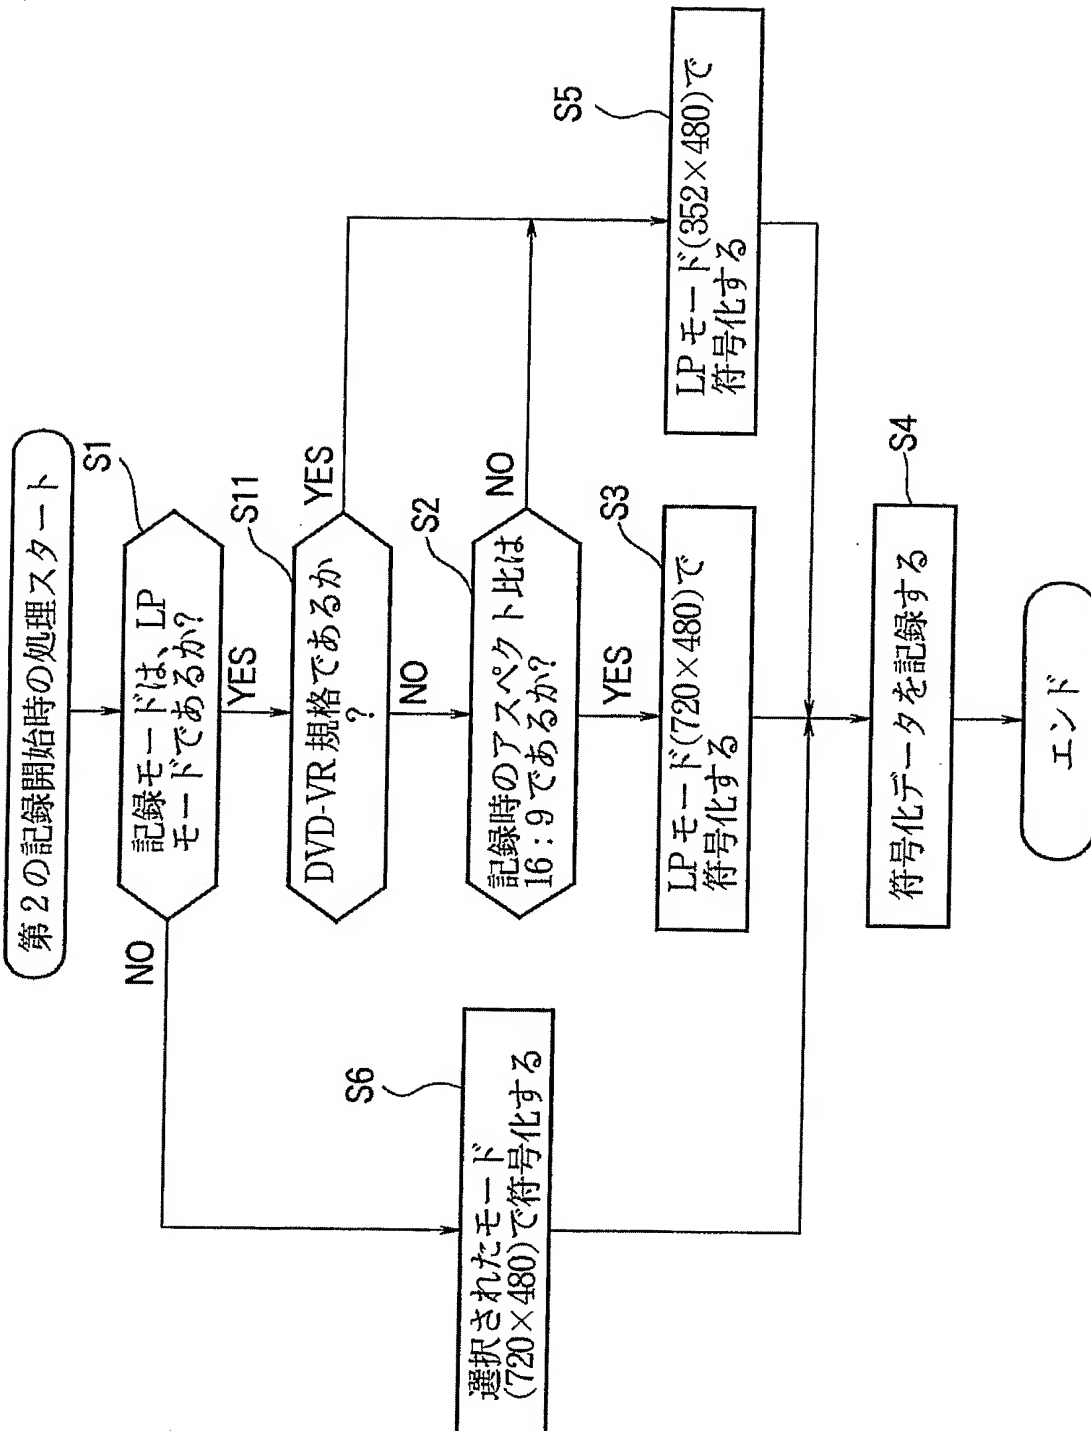 第２の記録開始時の処理スタート
S1
記録モードは、LP
モードであるか?
NO
YES
S11
DVD-VR 規格であるか
?
YES
NO
S2
記録時のアスペクト比は
16 : 9 であるか?
NO
YES
S3
LP モード(720×480)で
符号化する
S5
LP モード(352×480)で
符号化する
S6
選択されたモード
(720×480)で符号化する
S4
符号化データを記録する
エンド